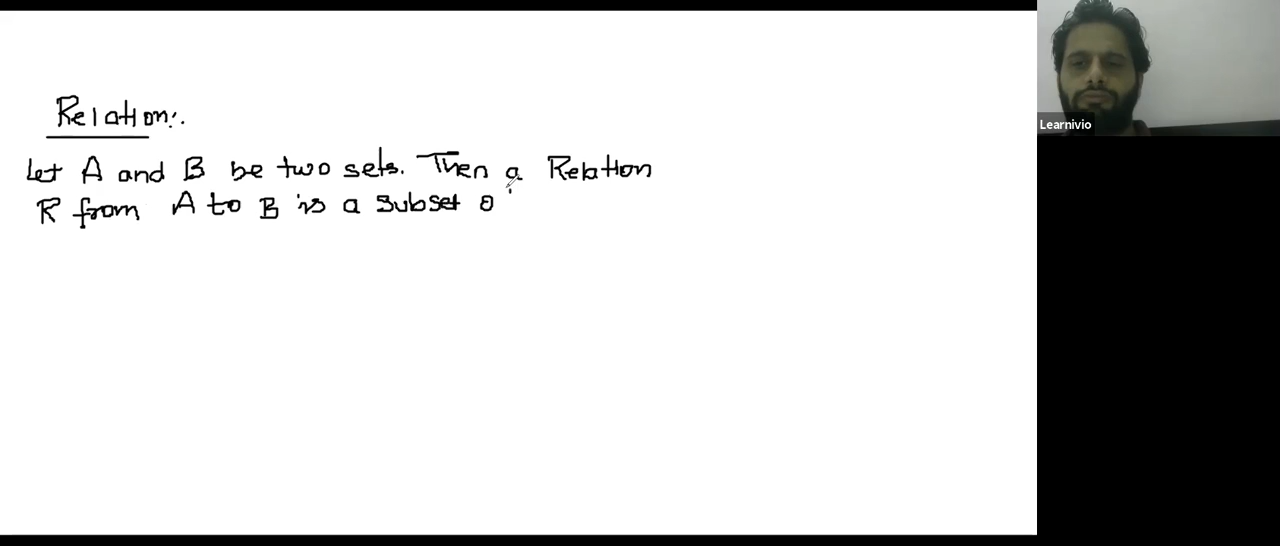 Relation:.
Let A and B be two sets. Then a Relation
R from A to B is a subset o
Learnivio